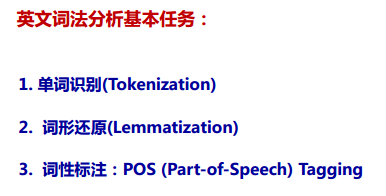 英文词法分析基本任务：
1. 单词识别(Tokenization)
2. 词形还原(Lemmatization)
3. 词性标注：POS (Part-of-Speech) Tagging